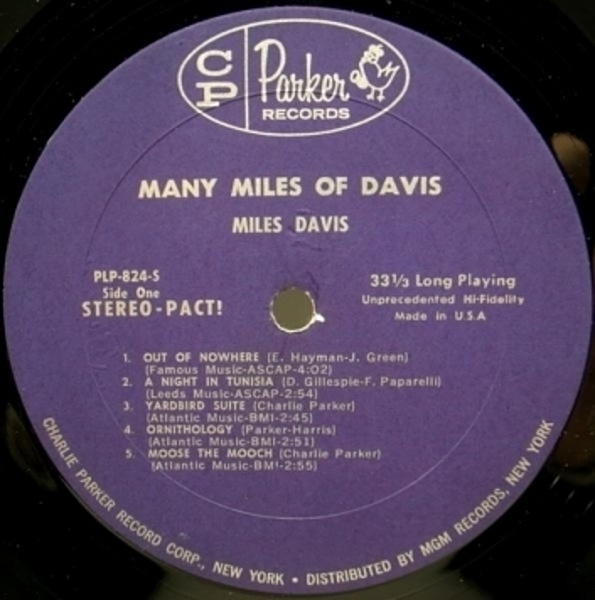 CP Parker
RECORDS
MANY MILES OF DAVIS
MILES DAVIS
PLP-824-S
Side One
STEREO-PACT!
33 1/3 Long Playing
Unprecedented Hi-Fidelity
Made in U.S.A
1. OUT OF NOWHERE (E. Hayman-J. Green)
(Famous Music-ASCAP-4:02)
2. A NIGHT IN TUNISIA (D. Gillespie-F. Paparelli)
(Leeds Music-ASCAP-2:54)
3. YARDBIRD SUITE (Charlie Parker)
(Atlantic Music-BMI-2:45)
4. ORNITHOLOGY (Parker-Harris)
(Atlantic Music-BMI-2:51)
5. MOOSE THE MOOCH (Charlie Parker)
(Atlantic Music-BMI-2:55)
CHARLIE PARKER RECORD CORP., NEW YORK • DISTRIBUTED BY MGM RECORDS, NEW YORK